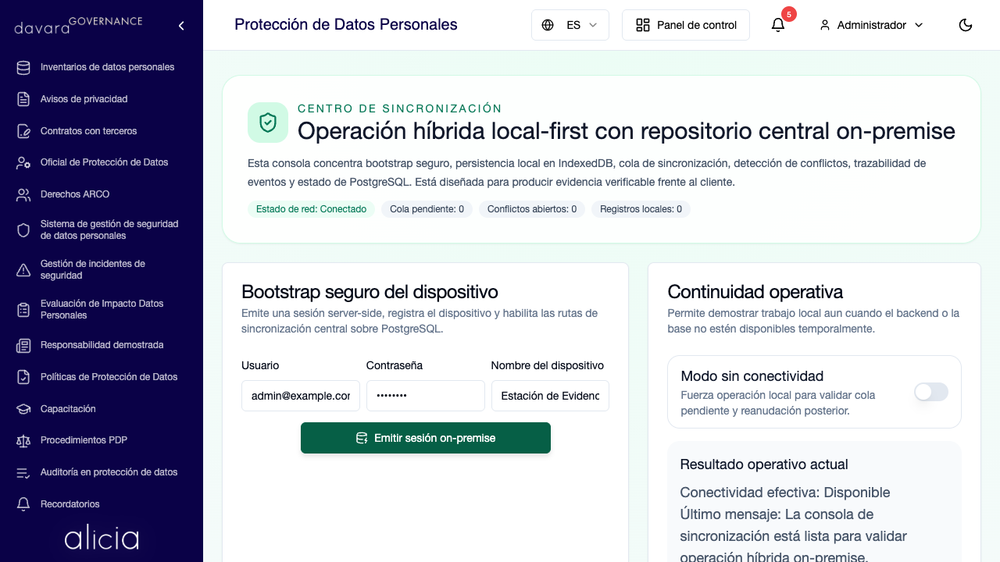 davara GOVERNANCE
Inventarios de datos personales
Avisos de privacidad
Contratos con terceros
Oficial de Protección de Datos
Derechos ARCO
Sistema de gestión de seguridad
de datos personales
Gestión de incidentes de
seguridad
Evaluación de Impacto Datos
Personales
Responsabilidad demostrada
Políticas de Protección de Datos
Capacitación
Procedimientos PDP
Auditoría en protección de datos
Recordatorios
alicia
Protección de Datos Personales
ES
Panel de control
5
Administrador
CENTRO DE SINCRONIZACIÓN
Operación híbrida local-first con repositorio central on-premise
Esta consola concentra bootstrap seguro, persistencia local en IndexedDB, cola de sincronización, detección de conflictos, trazabilidad de
eventos y estado de PostgreSQL. Está diseñada para producir evidencia verificable frente al cliente.
Estado de red: Conectado
Cola pendiente: 0
Conflictos abiertos: 0
Registros locales: 0
Bootstrap seguro del dispositivo
Emite una sesión server-side, registra el dispositivo y habilita las rutas de
sincronización central sobre PostgreSQL.
Usuario
Contraseña
Nombre del dispositivo
admin@example.cor
••••••••
Estación de Evidenc
Emitir sesión on-premise
Continuidad operativa
Permite demostrar trabajo local aun cuando el backend o la
base no estén disponibles temporalmente.
Modo sin conectividad
Fuerza operación local para validar cola
pendiente y reanudación posterior.
Resultado operativo actual
Conectividad efectiva: Disponible
Último mensaje: La consola de
sincronización está lista para validar
operación híbrida on-premise.